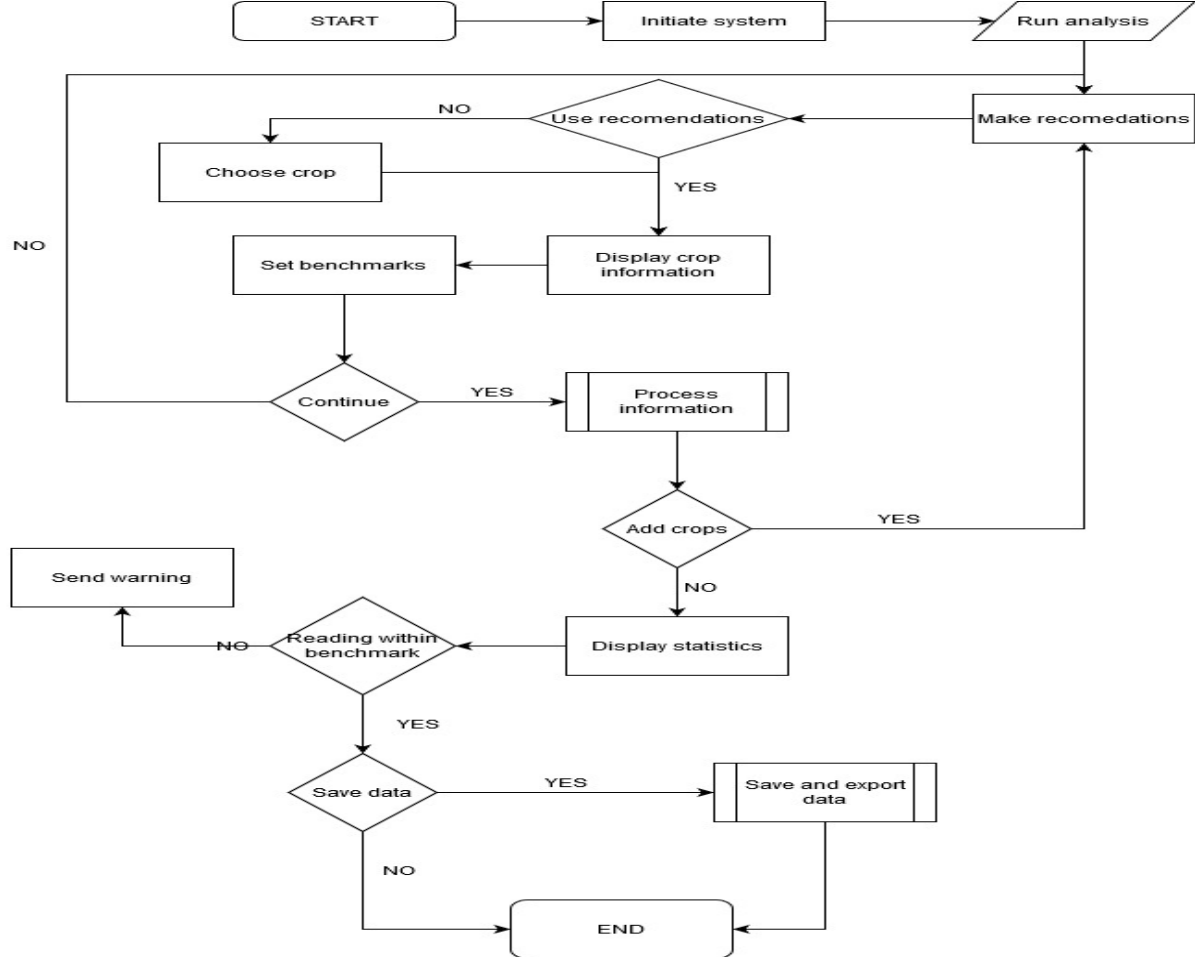 START
Initiate system
Run analysis
NO
Use recomendations
Make recomedations
Choose crop
YES
NO
Set benchmarks
Display crop
information
Continue
YES
Process
information
Add crops
YES
Send warning
NO
NO
Reading within
benchmark
Display statistics
YES
Save data
YES
Save and export
data
NO
END